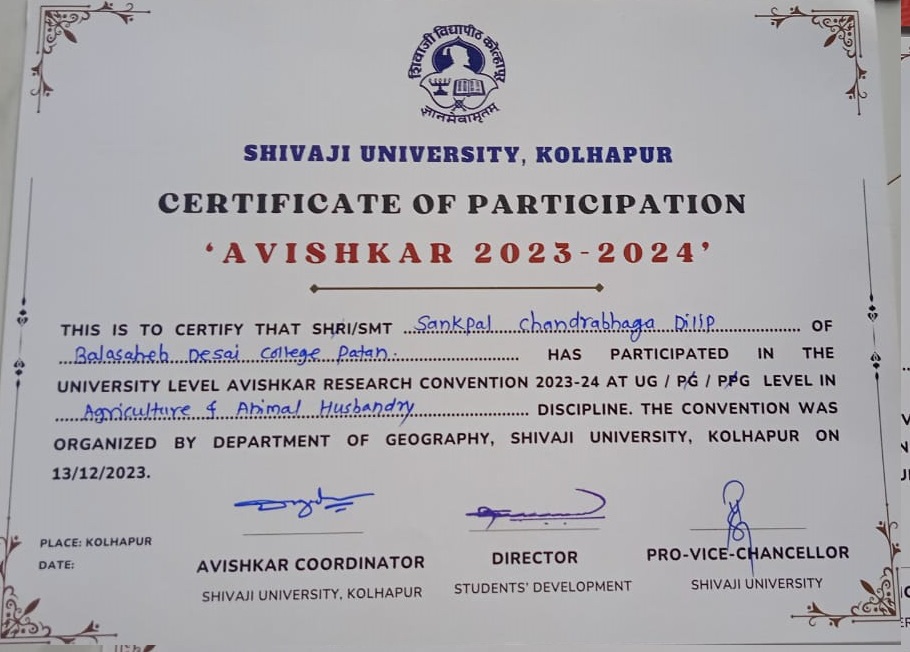 शिवाजी विद्यापीठ कोल्हापूर
ज्ञानमेवामृतम्
SHIVAJI UNIVERSITY, KOLHAPUR
CERTIFICATE OF PARTICIPATION
'AVISHKAR 2023-2024'
THIS IS TO CERTIFY THAT SHRI/SMT Sankpal Chandrabhaga Dilip OF
Balasaheb Desai College Patan. HAS PARTICIPATED IN THE
UNIVERSITY LEVEL AVISHKAR RESEARCH CONVENTION 2023-24 AT UG / PG / PPG LEVEL IN
Agriculture & Animal Husbandry DISCIPLINE. THE CONVENTION WAS
ORGANIZED BY DEPARTMENT OF GEOGRAPHY, SHIVAJI UNIVERSITY, KOLHAPUR ON
13/12/2023.
PLACE: KOLHAPUR
DATE:
AVISHKAR COORDINATOR
SHIVAJI UNIVERSITY, KOLHAPUR
DIRECTOR
STUDENTS' DEVELOPMENT
PRO-VICE-CHANCELLOR
SHIVAJI UNIVERSITY